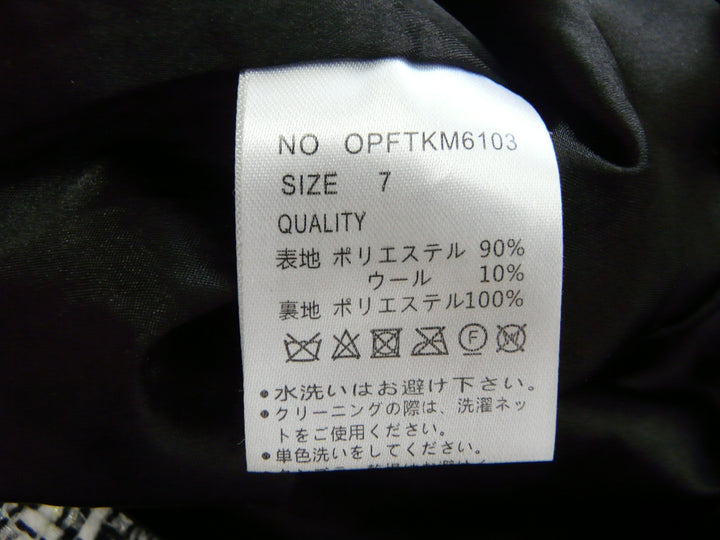 NO OPFTKM6103
SIZE 7
QUALITY
表地 ポリエステル 90%
ウール 10%
裏地 ポリエステル100%
F
W
•水洗いはお避け下さい。
•クリーニングの際は、洗濯ネッ
トをご使用ください。
•単色洗いをしてください。